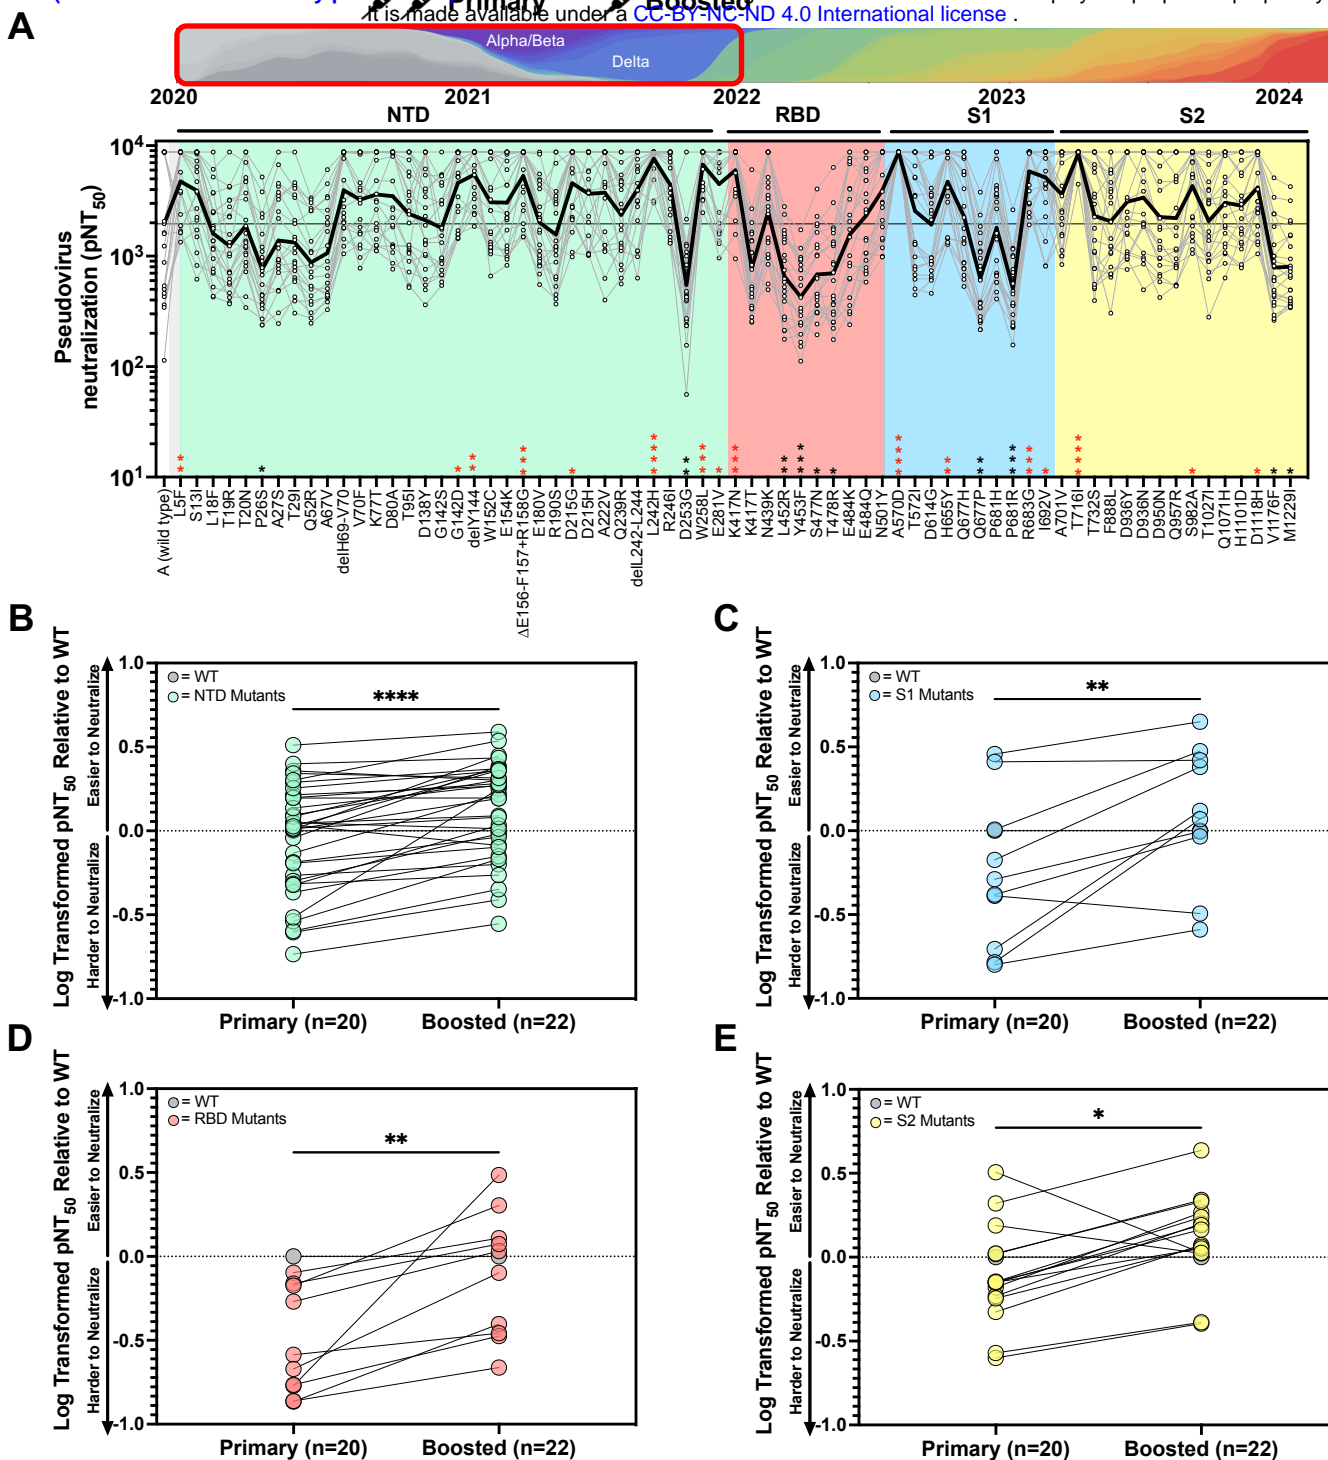 Primary Boosted
It is made available under a CC-BY-NC-ND 4.0 International license .
A
Alpha/Beta
Delta
2020 2021 2022 2023 2024
NTD RBD S1 S2
Pseudovirus
neutralization (pNT50)
10^4
10^3
10^2
10^1
** * * ** *** * **** ** *** * *** ** *** * * **** * ** *** *** * **** * * * *
A (wild type) L5F S13I L18F T19R T20N P26S A27S T29I Q52R A67V delH69-V70 V70F K77T D80A T95I D138Y G142S G142D delY144 W152C E154K ΔE156-F157+R158G E180V R190S D215G D215H A222V Q239R delL242-L244 L242H R246I D253G W258L E281V K417N K417T N439K L452R Y453F S477N T478R E484K E484Q N501Y A570D T572I D614G H655Y Q677H Q677P P681H P681R R683G I692V A701V T716I T732S F888L D936Y D936N D950N Q957R S982A T1027I Q1071H H1101D D1118H V1176F M1229I
B
Log Transformed pNT50 Relative to WT
Harder to Neutralize Easier to Neutralize
= WT
= NTD Mutants
****
1.0
0.5
0.0
-0.5
-1.0
Primary (n=20) Boosted (n=22)
C
Log Transformed pNT50 Relative to WT
Harder to Neutralize Easier to Neutralize
= WT
= S1 Mutants
**
1.0
0.5
0.0
-0.5
-1.0
Primary (n=20) Boosted (n=22)
D
Log Transformed pNT50 Relative to WT
Harder to Neutralize Easier to Neutralize
= WT
= RBD Mutants
**
1.0
0.5
0.0
-0.5
-1.0
Primary (n=20) Boosted (n=22)
E
Log Transformed pNT50 Relative to WT
Harder to Neutralize Easier to Neutralize
= WT
= S2 Mutants
*
1.0
0.5
0.0
-0.5
-1.0
Primary (n=20) Boosted (n=22)